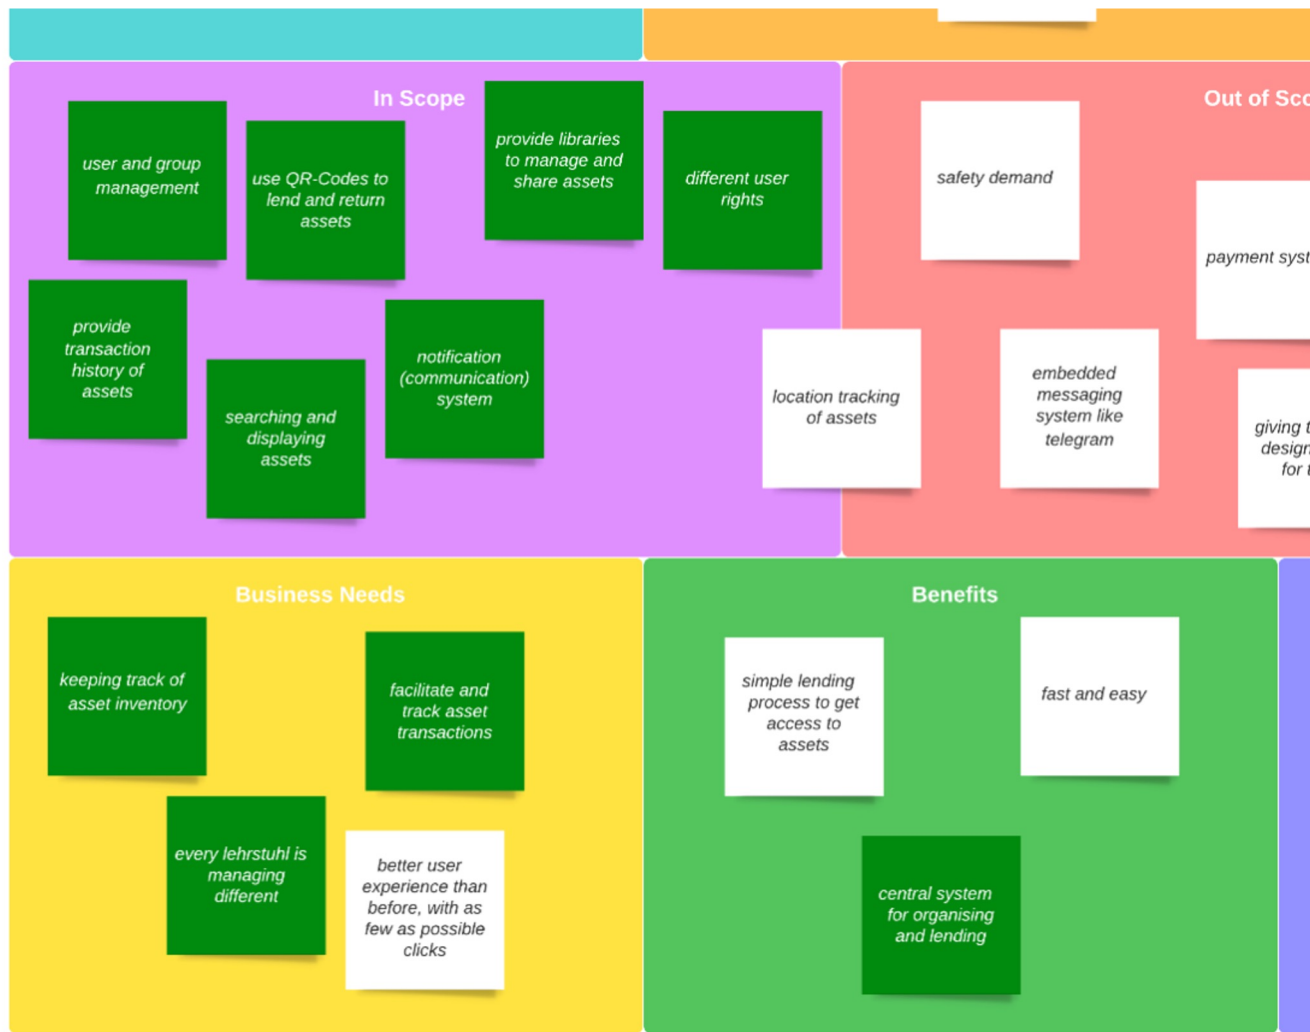 In Scope
user and group
management
use QR-Codes to
lend and return
assets
provide libraries
to manage and
share assets
different user
rights
provide
transaction
history of
assets
searching and
displaying
assets
notification
(communication)
system
Out of
safety demand
payment
location tracking
of assets
embedded
messaging
system like
telegram
giving
for
Business Needs
keeping track of
asset inventory
facilitate and
track asset
transactions
every lehrstuhl is
managing
different
better user
experience than
before, with as
few as possible
clicks
Benefits
simple lending
process to get
access to
assets
fast and easy
central system
for organising
and lending